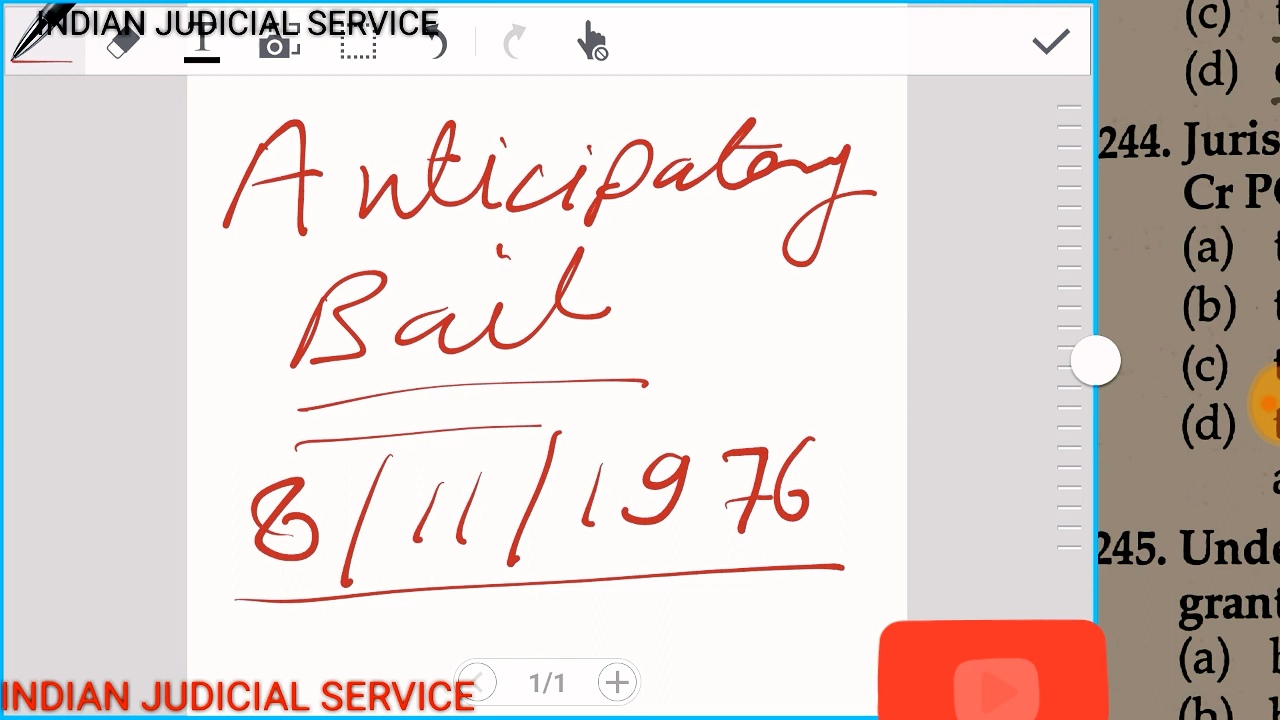 INDIAN JUDICIAL SERVICE
T
Anticipatory
Bail
8/11/1976
1/1
INDIAN JUDICIAL SERVICE
(c)
(d)
244. Juris
Cr P
(a)
(b)
(c)
(d)
245. Unde
grant
(a)
(b)